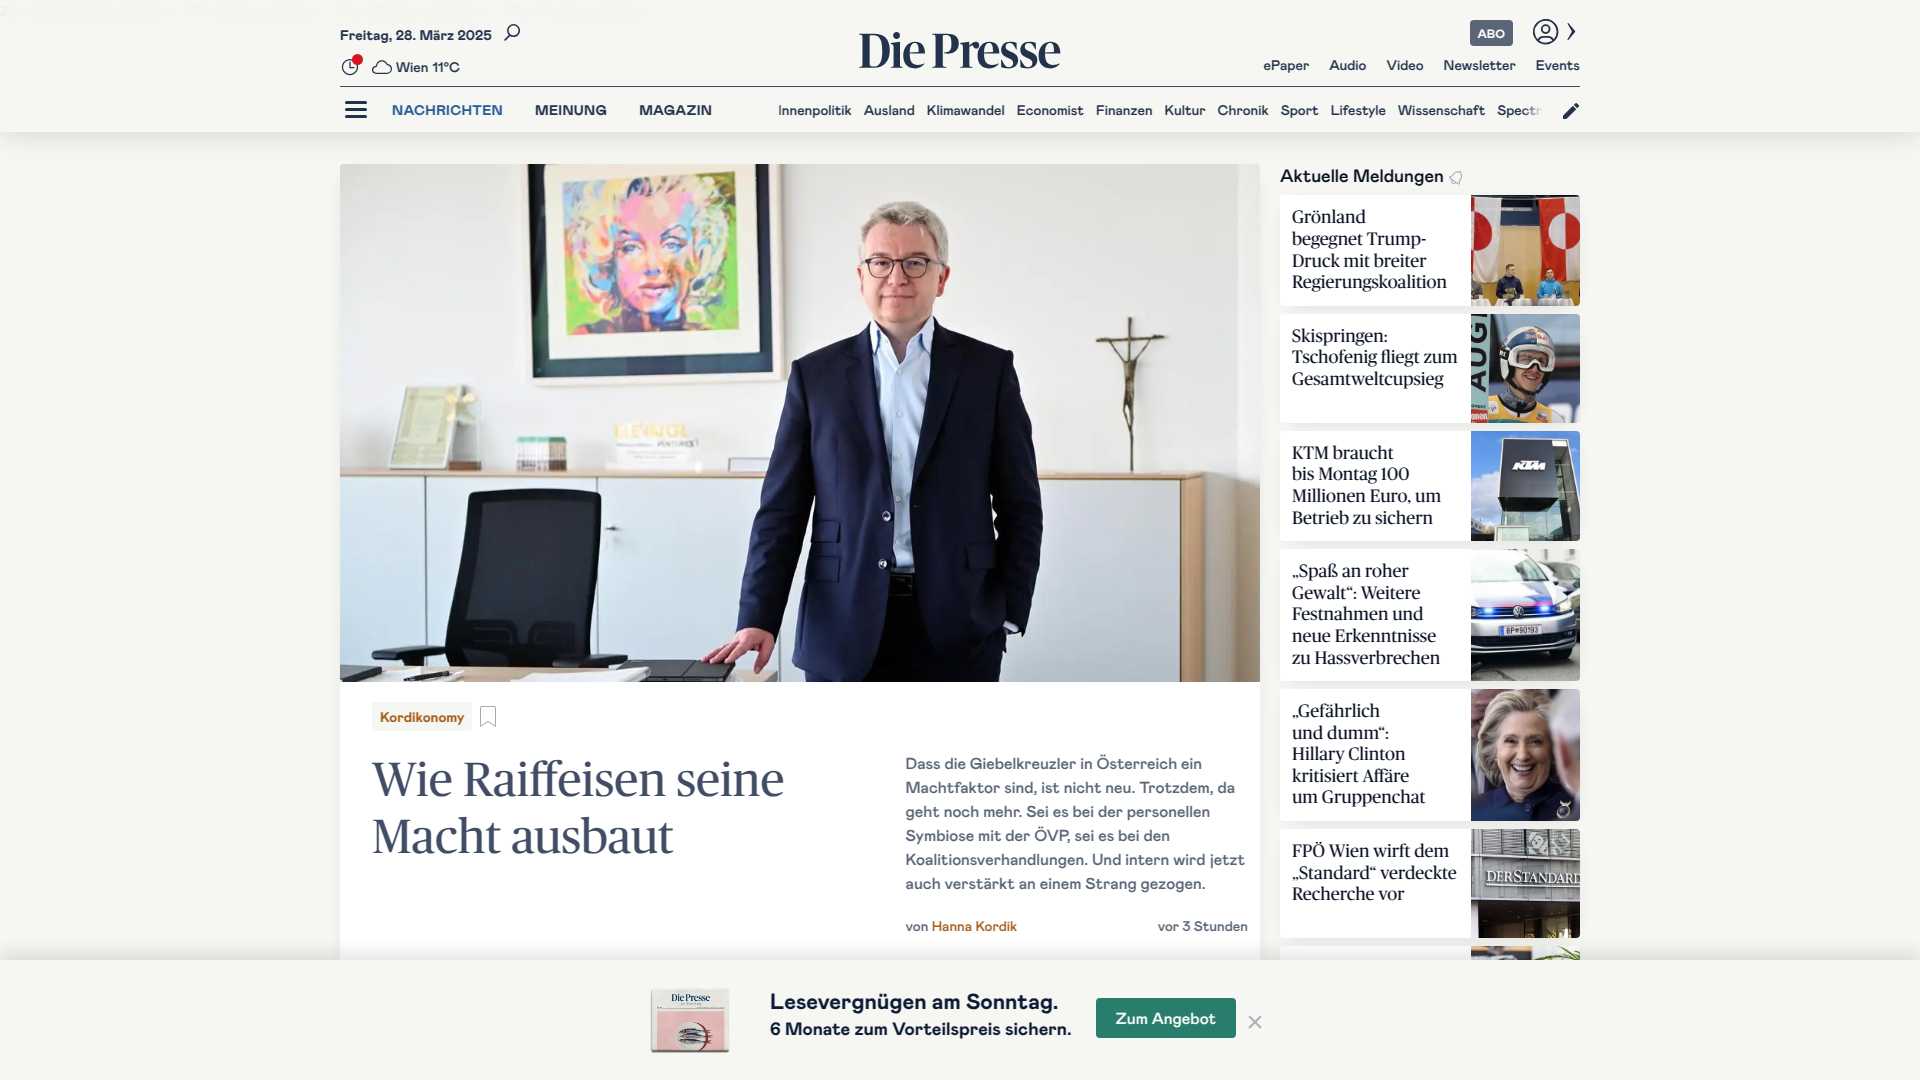 Freitag, 28. März 2025
Wien 11°C
Die Presse
ABO
ePaper Audio Video Newsletter Events
NACHRICHTEN MEINUNG MAGAZIN
Innenpolitik Ausland Klimawandel Economist Finanzen Kultur Chronik Sport Lifestyle Wissenschaft Spectr
Kordikonomy
Wie Raiffeisen seine
Macht ausbaut
Dass die Giebelkreuzler in Österreich ein
Machtfaktor sind, ist nicht neu. Trotzdem, da
geht noch mehr. Sei es bei der personellen
Symbiose mit der ÖVP, sei es bei den
Koalitionsverhandlungen. Und intern wird jetzt
auch verstärkt an einem Strang gezogen.
von Hanna Kordik
vor 3 Stunden
Aktuelle Meldungen
Grönland
begegnet Trump-
Druck mit breiter
Regierungskoalition
Skispringen:
Tschofenig fliegt zum
Gesamtweltcupsieg
AUGI
KTM braucht
bis Montag 100
Millionen Euro, um
Betrieb zu sichern
KTM
„Spaß an roher
Gewalt“: Weitere
Festnahmen und
neue Erkenntnisse
zu Hassverbrechen
BP 90193
„Gefährlich
und dumm“:
Hillary Clinton
kritisiert Affäre
um Gruppenchat
FPÖ Wien wirft dem
„Standard“ verdeckte
Recherche vor
DERSTANDARD
Die Presse
Lesevergnügen am Sonntag.
6 Monate zum Vorteilspreis sichern.
Zum Angebot